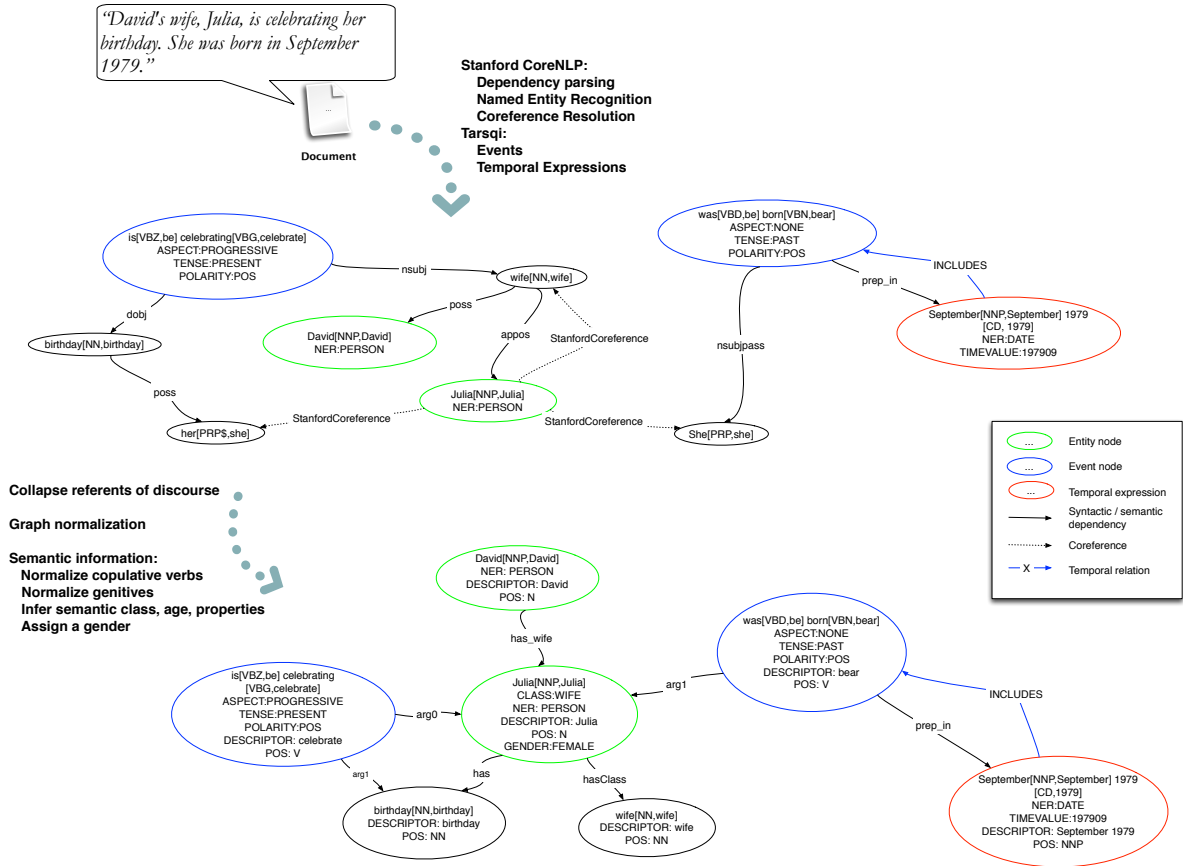 “David's wife, Julia, is celebrating her
birthday. She was born in September
1979.”
...
Document
Stanford CoreNLP:
Dependency parsing
Named Entity Recognition
Coreference Resolution
Tarsqi:
Events
Temporal Expressions
is[VBZ,be] celebrating[VBG,celebrate]
ASPECT:PROGRESSIVE
TENSE:PRESENT
POLARITY:POS
nsubj
wife[NN,wife]
dobj
birthday[NN,birthday]
poss
her[PRP$,she]
poss
David[NNP,David]
NER:PERSON
appos
StanfordCoreference
Julia[NNP,Julia]
NER:PERSON
StanfordCoreference
StanfordCoreference
was[VBD,be] born[VBN,bear]
ASPECT:NONE
TENSE:PAST
POLARITY:POS
nsubjpass
She[PRP,she]
prep_in
INCLUDES
September[NNP,September] 1979
[CD, 1979]
NER:DATE
TIMEVALUE:197909
...
Entity node
...
Event node
...
Temporal expression
Syntactic / semantic
dependency
Coreference
X
Temporal relation
Collapse referents of discourse
Graph normalization
Semantic information:
Normalize copulative verbs
Normalize genitives
Infer semantic class, age, properties
Assign a gender
David[NNP,David]
NER: PERSON
DESCRIPTOR: David
POS: N
has_wife
is[VBZ,be] celebrating
[VBG,celebrate]
ASPECT:PROGRESSIVE
TENSE:PRESENT
POLARITY:POS
DESCRIPTOR: celebrate
POS: V
arg0
Julia[NNP,Julia]
CLASS:WIFE
NER: PERSON
DESCRIPTOR: Julia
POS: N
GENDER:FEMALE
arg1
was[VBD,be] born[VBN,bear]
ASPECT:NONE
TENSE:PAST
POLARITY:POS
DESCRIPTOR: bear
POS: V
arg1
has
hasClass
birthday[NN,birthday]
DESCRIPTOR: birthday
POS: NN
wife[NN,wife]
DESCRIPTOR: wife
POS: NN
prep_in
INCLUDES
September[NNP,September] 1979
[CD,1979]
NER:DATE
TIMEVALUE:197909
DESCRIPTOR: September 1979
POS: NNP